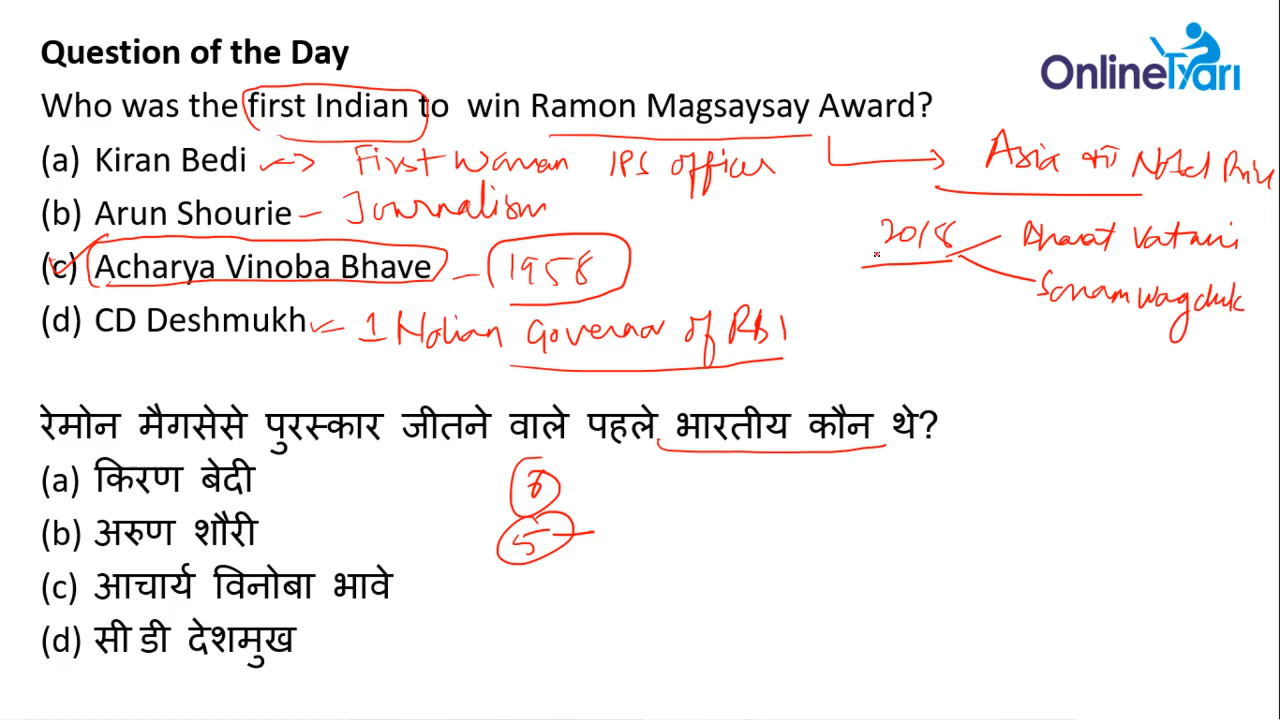 Question of the Day
OnlineTyari
Who was the first Indian to win Ramon Magsaysay Award?
(a) Kiran Bedi → First Woman IPS officer
Asia का Nobel Prize
(b) Arun Shourie - Journalism
2018 Bharat Vatwani
(c) Acharya Vinoba Bhave - 1958
Sonam Wagchuk
(d) CD Deshmukh - 1 Indian Governor of RBI
रेमोन मैगसेसे पुरस्कार जीतने वाले पहले भारतीय कौन थे?
(a) किरण बेदी
(b) अरुण शौरी
5
(c) आचार्य विनोबा भावे
(d) सी डी देशमुख